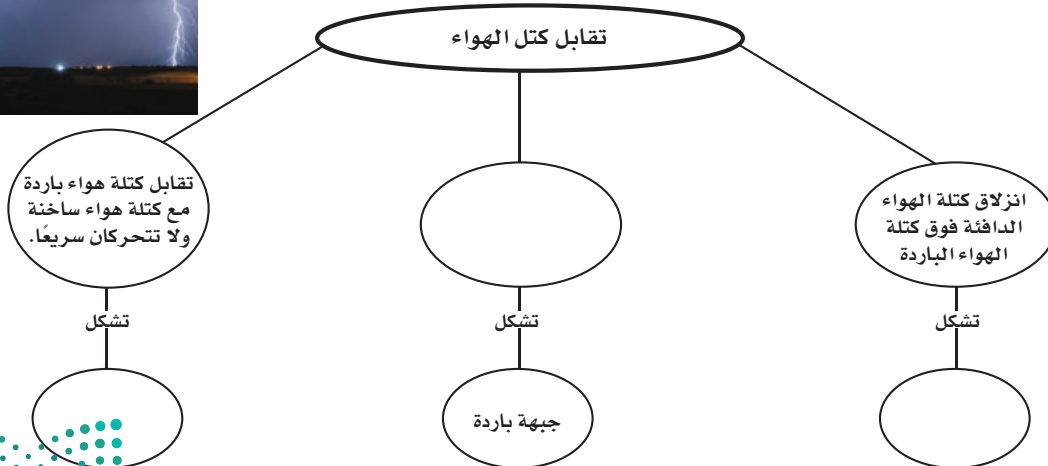 تقابل كتل الهواء
انزلاق كتلة الهواء
الدافئة فوق كتلة
الهواء الباردة
تقابل كتلة هواء باردة
مع كتلة هواء ساخنة
ولا تتحركان سريعًا.
تشكل
تشكل
تشكل
جبهة باردة